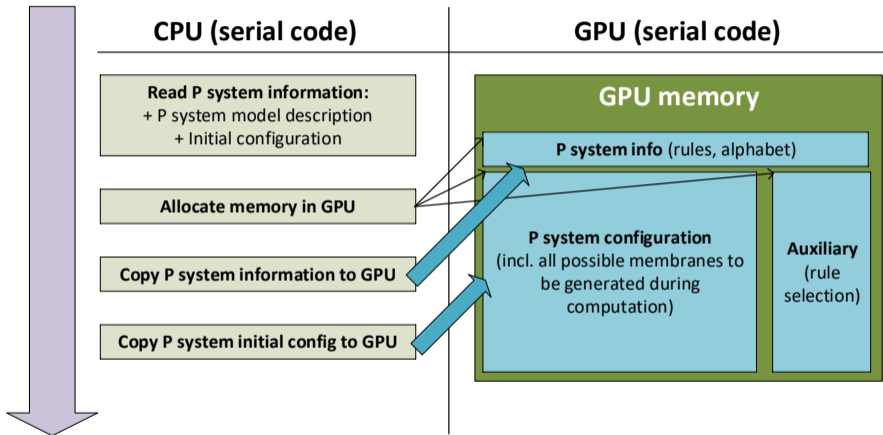 CPU (serial code)
GPU (serial code)
Read P system information:
+ P system model description
+ Initial configuration
Allocate memory in GPU
Copy P system information to GPU
Copy P system initial config to GPU
GPU memory
P system info (rules, alphabet)
P system configuration
(incl. all possible membranes to
be generated during
computation)
Auxiliary
(rule
selection)